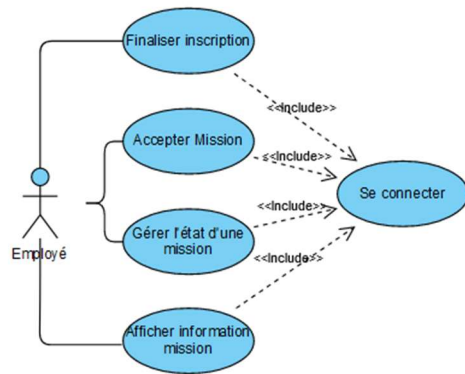 Finaliser inscription
<<Include>>
Accepter Mission
<<Include>>
Se connecter
<<Include>>
Gérer l'état d'une
mission
Employé
<<Include>>
Afficher information
mission